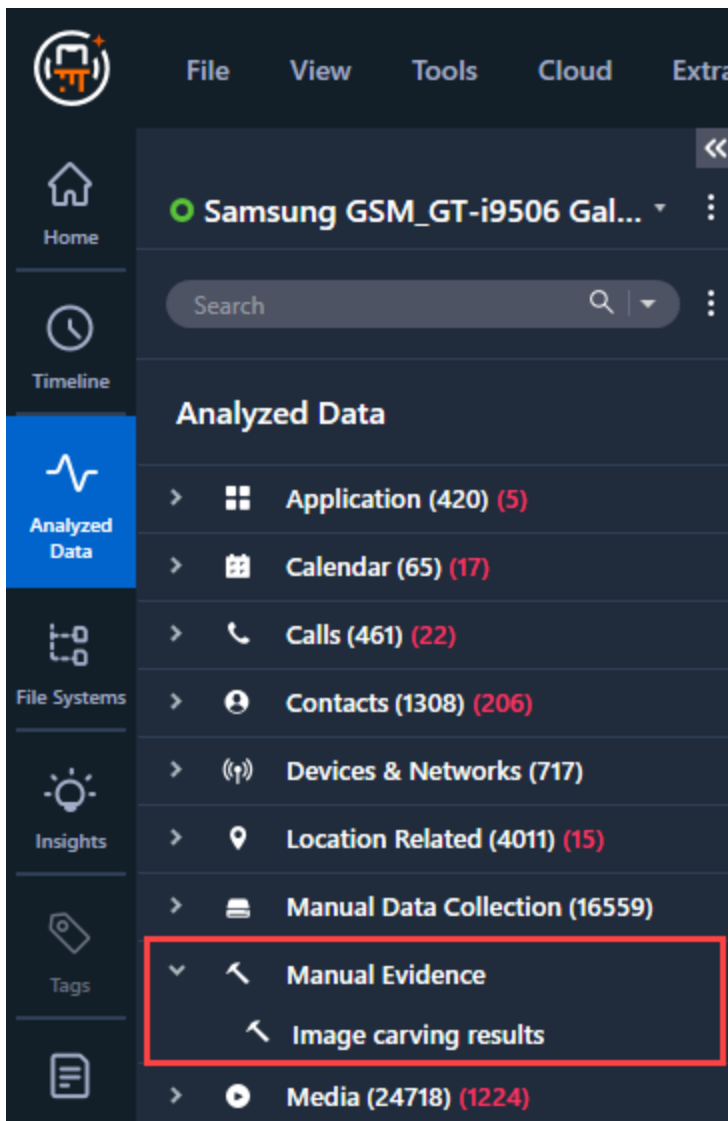 File View Tools Cloud Extra
Home
Samsung GSM_GT-i9506 Gal...
Search
Timeline
Analyzed Data
Analyzed
Data
Application (420) (5)
Calendar (65) (17)
Calls (461) (22)
File Systems
Contacts (1308) (206)
Devices & Networks (717)
Insights
Location Related (4011) (15)
Manual Data Collection (16559)
Tags
Manual Evidence
Image carving results
Media (24718) (1224)